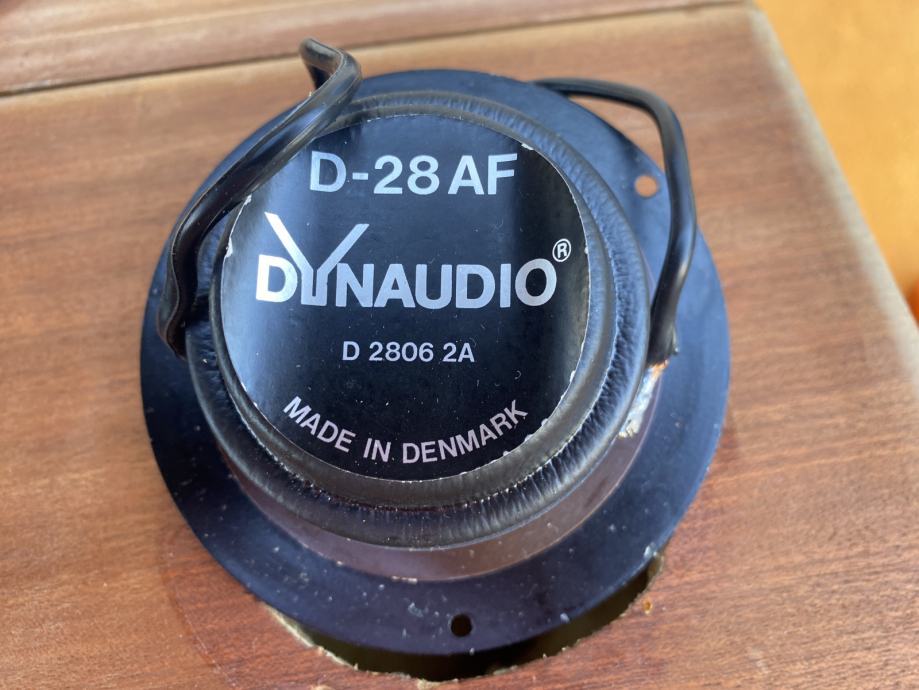 D-28 AF
DYNAUDIO®
D 2806 2A
MADE IN DENMARK